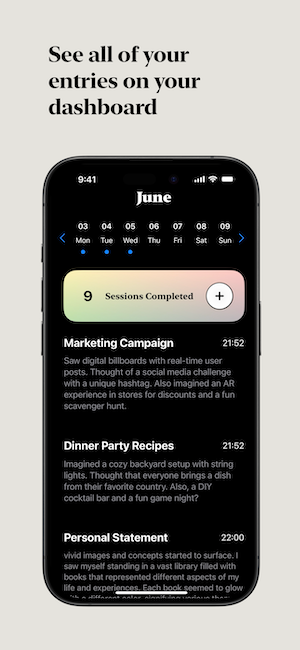 See all of your
entries on your
dashboard
9:41
June
03 04 05 06 07 08 09
Mon Tue Wed Thu Fri Sat Sun
9 Sessions Completed +
Marketing Campaign 21:52
Saw digital billboards with real-time user
posts. Thought of a social media challenge
with a unique hashtag. Also imagined an AR
experience in stores for discounts and a fun
scavenger hunt.
Dinner Party Recipes 21:52
Imagined a cozy backyard setup with string
lights. Thought that everyone brings a dish
from their favorite country. Also, a DIY
cocktail bar and a fun game night?
Personal Statement 22:00
vivid images and concepts started to surface. I
saw myself standing in a vast library filled with
books that represented different aspects of my
life and experiences. Each book seemed to glow
with a different color, signifying various